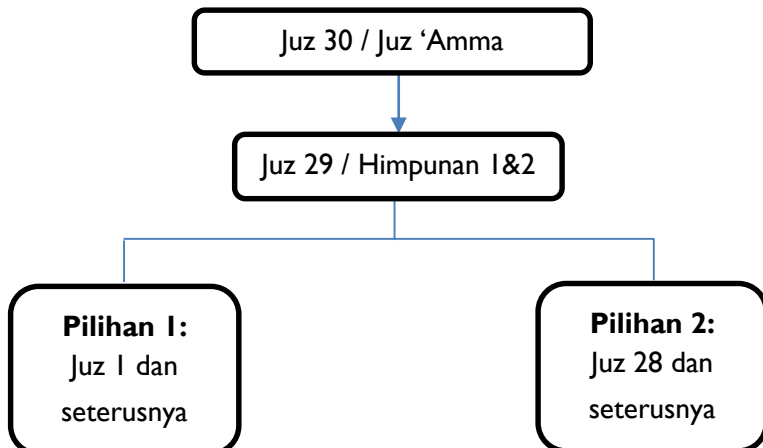 Juz 30 / Juz ‘Amma
Juz 29 / Himpunan 1&2
Pilihan 1:
Juz 1 dan
seterusnya
Pilihan 2:
Juz 28 dan
seterusnya